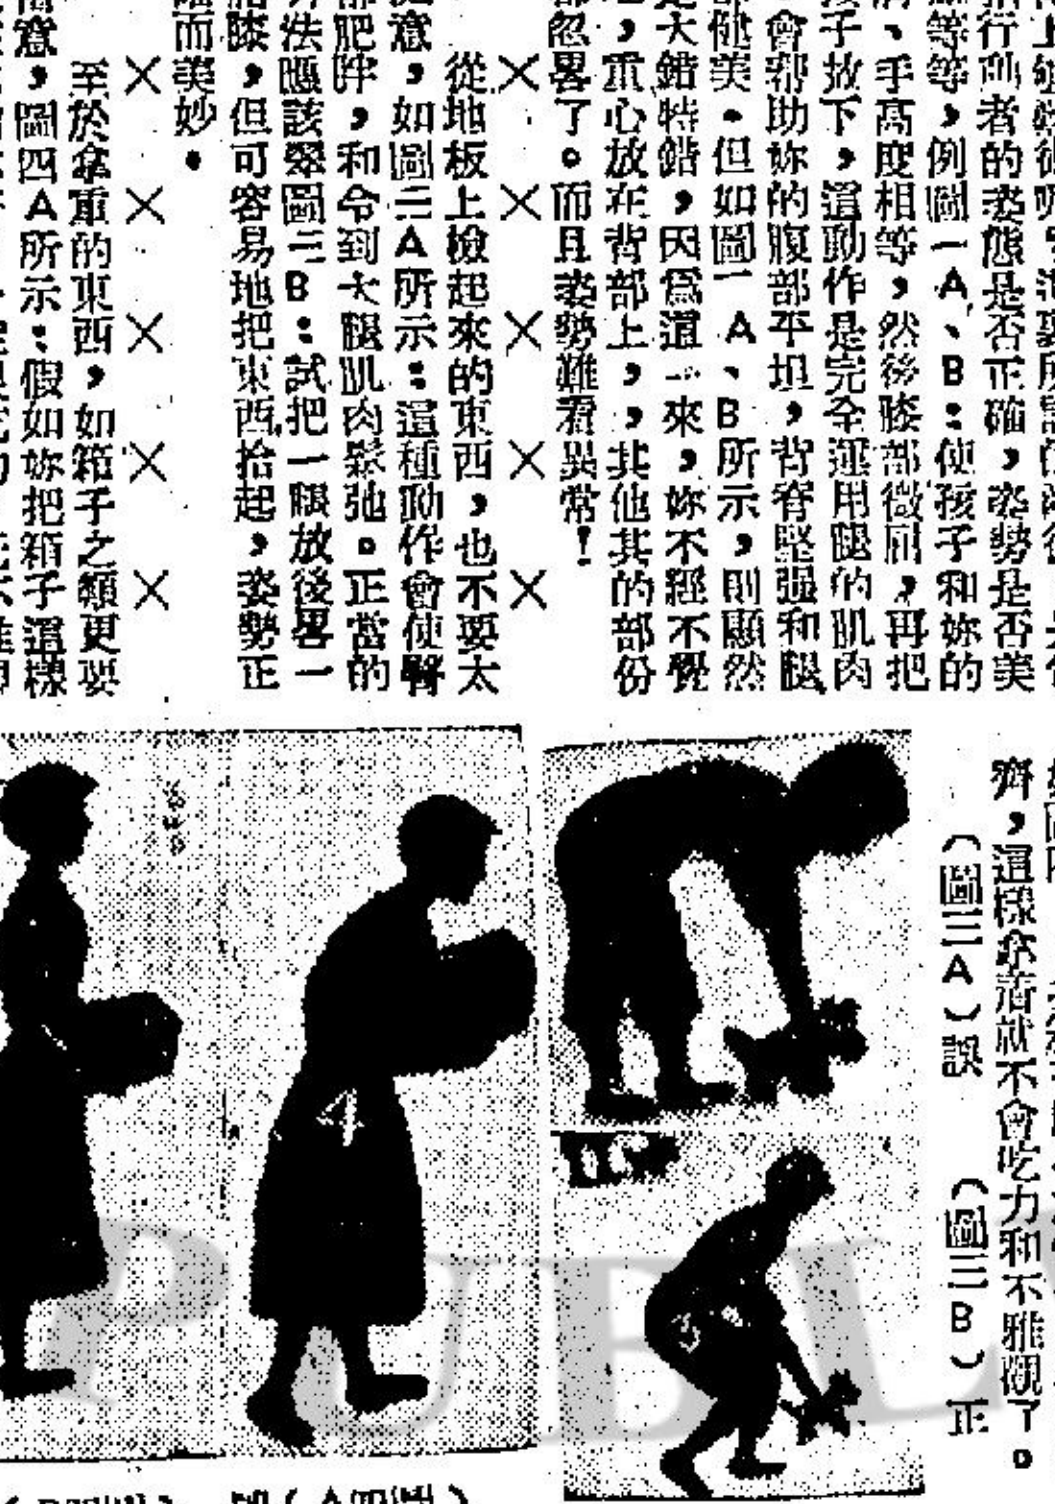 行動者的姿態是否正確，姿勢是否美
等等，例圖一A、B：使孩子和妳的
、手高度相等，然後膝部微屈，再把
孩子放下，這動作是完全運用腿的肌肉
會帮助妳的腹部平坦，背脊堅强和腿
健美。但如圖一A、B所示，則顯然
是大錯特錯，因爲這一來，妳不經不覺
，重心放在背部上，，其他其的部份
都忽畧了。而且姿勢難看異常！
×××××
從地板上檢起來的東西，也不要太
意，如圖三A所示：這種動作會使臀
部肥胖，和令到大腿肌肉鬆弛。正當的
方法應該擧圖三B：試把一腿放後畧一
膝，但可容易地把東西拾起，姿勢正
而美妙。
×××××
至於拿重的東西，如箱子之類更要
意，圖四A所示：假如妳把箱子這樣
齊，這樣拿着就不會吃力和不雅觀了。
（圖三A）誤
（圖三B）正
4
3
PUBL